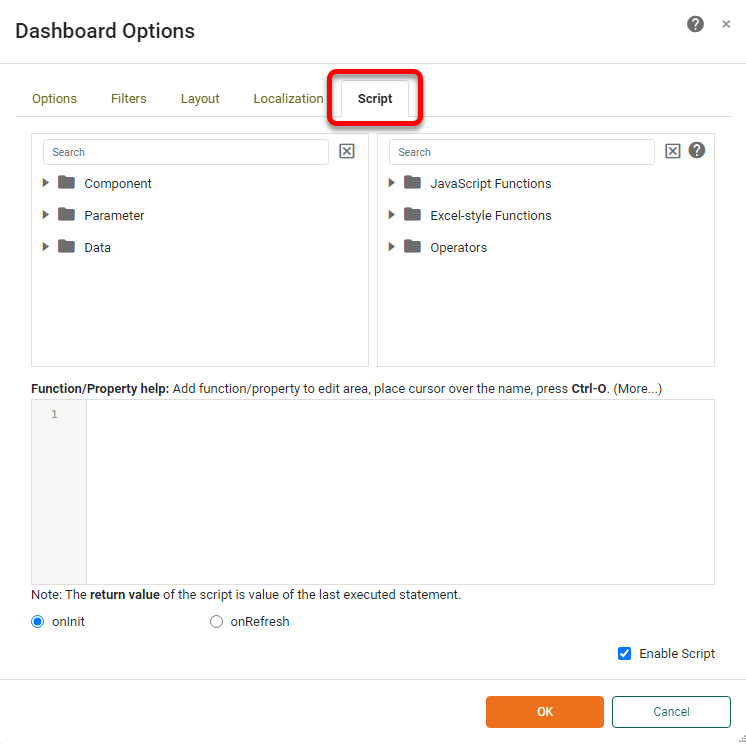 Dashboard Options
Options Filters Layout Localization Script
Search Search
Component JavaScript Functions
Parameter Excel-style Functions
Data Operators
Function/Property help: Add function/property to edit area, place cursor over the name, press Ctrl-O. (More...)
1
Note: The return value of the script is value of the last executed statement.
onInit onRefresh
Enable Script
OK Cancel